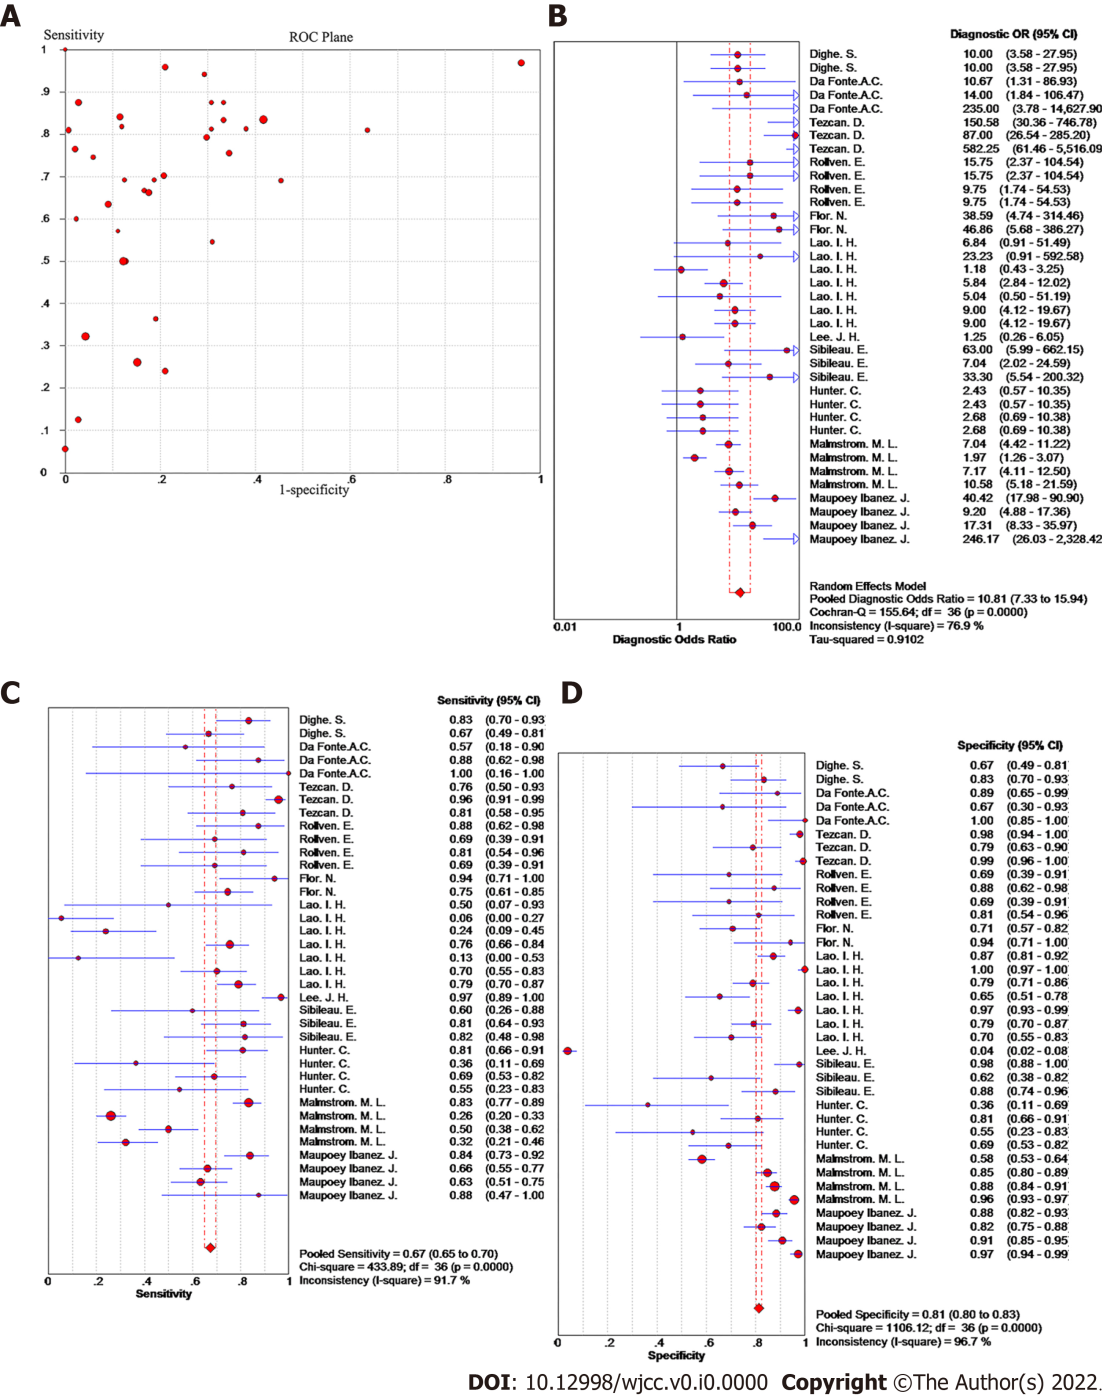 A
Sensitivity
ROC Plane
1
.9
.8
.7
.6
.5
.4
.3
.2
.1
0
0 .2 .4 .6 .8 1
1-specificity
B
Diagnostic OR (95% CI)
Dighe. S. 10.00 (3.58 - 27.95)
Dighe. S. 10.00 (3.58 - 27.95)
Da Fonte.A.C. 10.67 (1.31 - 86.93)
Da Fonte.A.C. 14.00 (1.84 - 106.47)
Da Fonte.A.C. 235.00 (3.78 - 14,627.90
Tezcan. D. 150.58 (30.36 - 746.78)
Tezcan. D. 87.00 (26.54 - 285.20)
Tezcan. D. 582.25 (61.46 - 5,516.09
Rollven. E. 15.75 (2.37 - 104.54)
Rollven. E. 15.75 (2.37 - 104.54)
Rollven. E. 9.75 (1.74 - 54.53)
Rollven. E. 9.75 (1.74 - 54.53)
Flor. N. 38.59 (4.74 - 314.46)
Flor. N. 46.86 (5.68 - 386.27)
Lao. I. H. 6.84 (0.91 - 51.49)
Lao. I. H. 23.23 (0.91 - 592.58)
Lao. I. H. 1.18 (0.43 - 3.25)
Lao. I. H. 5.84 (2.84 - 12.02)
Lao. I. H. 5.04 (0.50 - 51.19)
Lao. I. H. 9.00 (4.12 - 19.67)
Lao. I. H. 9.00 (4.12 - 19.67)
Lee. J. H. 1.25 (0.26 - 6.05)
Sibileau. E. 63.00 (5.99 - 662.15)
Sibileau. E. 7.04 (2.02 - 24.59)
Sibileau. E. 33.30 (5.54 - 200.32)
Hunter. C. 2.43 (0.57 - 10.35)
Hunter. C. 2.43 (0.57 - 10.35)
Hunter. C. 2.68 (0.69 - 10.38)
Hunter. C. 2.68 (0.69 - 10.38)
Malmstrom. M. L. 7.04 (4.42 - 11.22)
Malmstrom. M. L. 1.97 (1.26 - 3.07)
Malmstrom. M. L. 7.17 (4.11 - 12.50)
Malmstrom. M. L. 10.58 (5.18 - 21.59)
Maupoey Ibanez. J. 40.42 (17.98 - 90.90)
Maupoey Ibanez. J. 9.20 (4.88 - 17.36)
Maupoey Ibanez. J. 17.31 (8.33 - 35.97)
Maupoey Ibanez. J. 246.17 (26.03 - 2,328.42
Random Effects Model
Pooled Diagnostic Odds Ratio = 10.81 (7.33 to 15.94)
Cochran-Q = 155.64; df = 36 (p = 0.0000)
Inconsistency (I-square) = 76.9 %
Tau-squared = 0.9102
0.01 1 100.0
Diagnostic Odds Ratio
C
Sensitivity (95% CI)
Dighe. S. 0.83 (0.70 - 0.93
Dighe. S. 0.67 (0.49 - 0.81
Da Fonte.A.C. 0.57 (0.18 - 0.90
Da Fonte.A.C. 0.88 (0.62 - 0.98
Da Fonte.A.C. 1.00 (0.16 - 1.00
Tezcan. D. 0.76 (0.50 - 0.93
Tezcan. D. 0.96 (0.91 - 0.99
Tezcan. D. 0.81 (0.58 - 0.95
Rollven. E. 0.88 (0.62 - 0.98
Rollven. E. 0.69 (0.39 - 0.91
Rollven. E. 0.81 (0.54 - 0.96
Rollven. E. 0.69 (0.39 - 0.91
Flor. N. 0.94 (0.71 - 1.00
Flor. N. 0.75 (0.61 - 0.85
Lao. I. H. 0.50 (0.07 - 0.93
Lao. I. H. 0.06 (0.00 - 0.27
Lao. I. H. 0.24 (0.09 - 0.45
Lao. I. H. 0.76 (0.66 - 0.84
Lao. I. H. 0.13 (0.00 - 0.53
Lao. I. H. 0.70 (0.55 - 0.83
Lao. I. H. 0.79 (0.70 - 0.87
Lee. J. H. 0.97 (0.89 - 1.00
Sibileau. E. 0.60 (0.26 - 0.88
Sibileau. E. 0.81 (0.64 - 0.93
Sibileau. E. 0.82 (0.48 - 0.98
Hunter. C. 0.81 (0.66 - 0.91
Hunter. C. 0.36 (0.11 - 0.69
Hunter. C. 0.69 (0.53 - 0.82
Hunter. C. 0.55 (0.23 - 0.83
Malmstrom. M. L. 0.83 (0.77 - 0.89
Malmstrom. M. L. 0.26 (0.20 - 0.33
Malmstrom. M. L. 0.50 (0.38 - 0.62
Malmstrom. M. L. 0.32 (0.21 - 0.46
Maupoey Ibanez. J. 0.84 (0.73 - 0.92
Maupoey Ibanez. J. 0.66 (0.55 - 0.77
Maupoey Ibanez. J. 0.63 (0.51 - 0.75
Maupoey Ibanez. J. 0.88 (0.47 - 1.00
Pooled Sensitivity = 0.67 (0.65 to 0.70)
Chi-square = 433.89; df = 36 (p = 0.0000)
Inconsistency (I-square) = 91.7 %
0 .2 .4 .6 .8 1
Sensitivity
D
Specificity (95% CI)
Dighe. S. 0.67 (0.49 - 0.81)
Dighe. S. 0.83 (0.70 - 0.93)
Da Fonte.A.C. 0.89 (0.65 - 0.99)
Da Fonte.A.C. 0.67 (0.30 - 0.93)
Da Fonte.A.C. 1.00 (0.85 - 1.00)
Tezcan. D. 0.98 (0.94 - 1.00)
Tezcan. D. 0.79 (0.63 - 0.90)
Tezcan. D. 0.99 (0.96 - 1.00)
Rollven. E. 0.69 (0.39 - 0.91)
Rollven. E. 0.88 (0.62 - 0.98)
Rollven. E. 0.69 (0.39 - 0.91)
Rollven. E. 0.81 (0.54 - 0.96)
Flor. N. 0.71 (0.57 - 0.82)
Flor. N. 0.94 (0.71 - 1.00)
Lao. I. H. 0.87 (0.81 - 0.92)
Lao. I. H. 1.00 (0.97 - 1.00)
Lao. I. H. 0.79 (0.71 - 0.86)
Lao. I. H. 0.65 (0.51 - 0.78)
Lao. I. H. 0.97 (0.93 - 0.99)
Lao. I. H. 0.79 (0.70 - 0.87)
Lao. I. H. 0.70 (0.55 - 0.83)
Lee. J. H. 0.04 (0.02 - 0.08)
Sibileau. E. 0.98 (0.88 - 1.00)
Sibileau. E. 0.62 (0.38 - 0.82)
Sibileau. E. 0.88 (0.74 - 0.96)
Hunter. C. 0.36 (0.11 - 0.69)
Hunter. C. 0.81 (0.66 - 0.91)
Hunter. C. 0.55 (0.23 - 0.83)
Hunter. C. 0.69 (0.53 - 0.82)
Malmstrom. M. L. 0.58 (0.53 - 0.64)
Malmstrom. M. L. 0.85 (0.80 - 0.89)
Malmstrom. M. L. 0.88 (0.84 - 0.91)
Malmstrom. M. L. 0.96 (0.93 - 0.97)
Maupoey Ibanez. J. 0.88 (0.82 - 0.93)
Maupoey Ibanez. J. 0.82 (0.75 - 0.88)
Maupoey Ibanez. J. 0.91 (0.85 - 0.95)
Maupoey Ibanez. J. 0.97 (0.94 - 0.99)
Pooled Specificity = 0.81 (0.80 to 0.83)
Chi-square = 1106.12; df = 36 (p = 0.0000)
Inconsistency (I-square) = 96.7 %
0 .2 .4 .6 .8 1
Specificity
DOI: 10.12998/wjcc.v0.i0.0000 Copyright ©The Author(s) 2022.